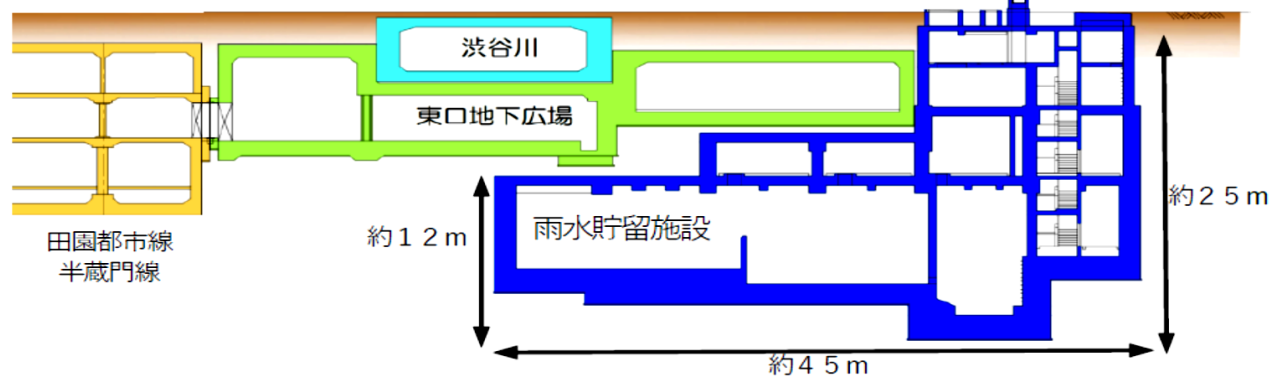 渋谷川
東口地下広場
約２５ｍ
雨水貯留施設
約１２ｍ
田園都市線
半蔵門線
約４５ｍ